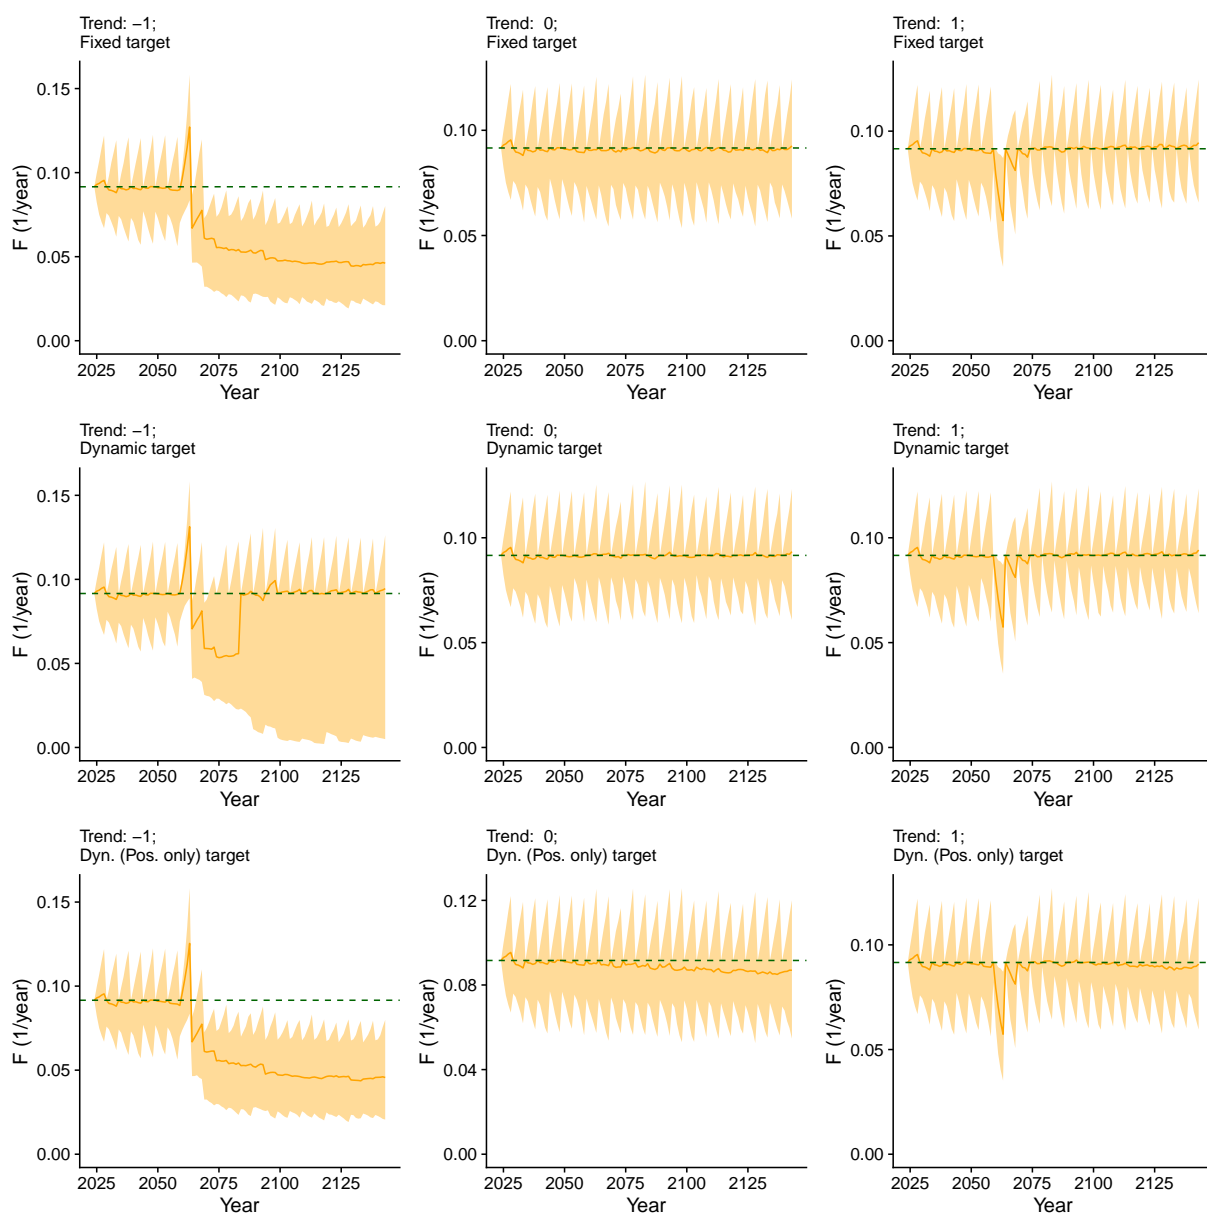 Trend: −1;
Fixed target
0.15
0.10
0.05
0.00
F (1/year)
2025 2050 2075 2100 2125
Year
Trend:  0;
Fixed target
0.10
0.05
0.00
F (1/year)
2025 2050 2075 2100 2125
Year
Trend:  1;
Fixed target
0.10
0.05
0.00
F (1/year)
2025 2050 2075 2100 2125
Year
Trend: −1;
Dynamic target
0.15
0.10
0.05
0.00
F (1/year)
2025 2050 2075 2100 2125
Year
Trend:  0;
Dynamic target
0.10
0.05
0.00
F (1/year)
2025 2050 2075 2100 2125
Year
Trend:  1;
Dynamic target
0.10
0.05
0.00
F (1/year)
2025 2050 2075 2100 2125
Year
Trend: −1;
Dyn. (Pos. only) target
0.15
0.10
0.05
0.00
F (1/year)
2025 2050 2075 2100 2125
Year
Trend:  0;
Dyn. (Pos. only) target
0.12
0.08
0.04
0.00
F (1/year)
2025 2050 2075 2100 2125
Year
Trend:  1;
Dyn. (Pos. only) target
0.10
0.05
0.00
F (1/year)
2025 2050 2075 2100 2125
Year